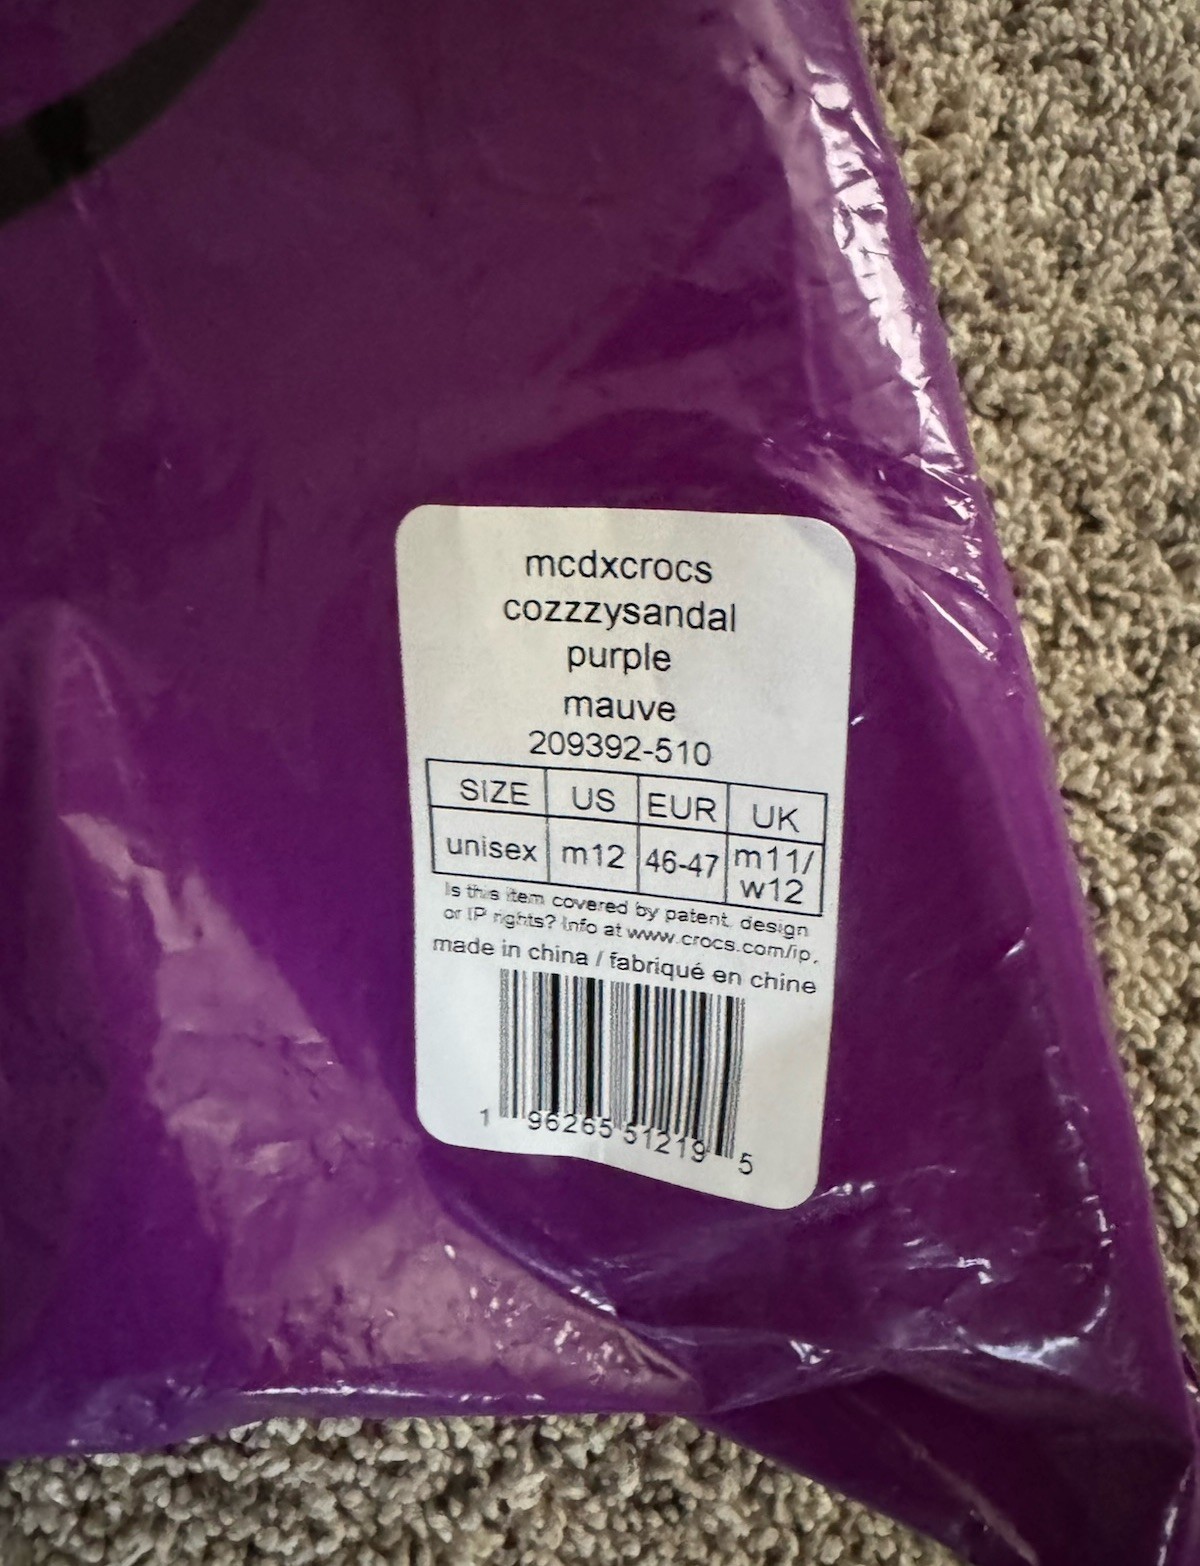 mcdxcrocs
cozzzysandal
purple
mauve
209392-510
SIZE US EUR UK
unisex m12 46-47 m11/
w12
Is this item covered by patent, design
or IP rights? Info at www.crocs.com/ip.
made in china / fabriqué en chine
1 96265 51219 5